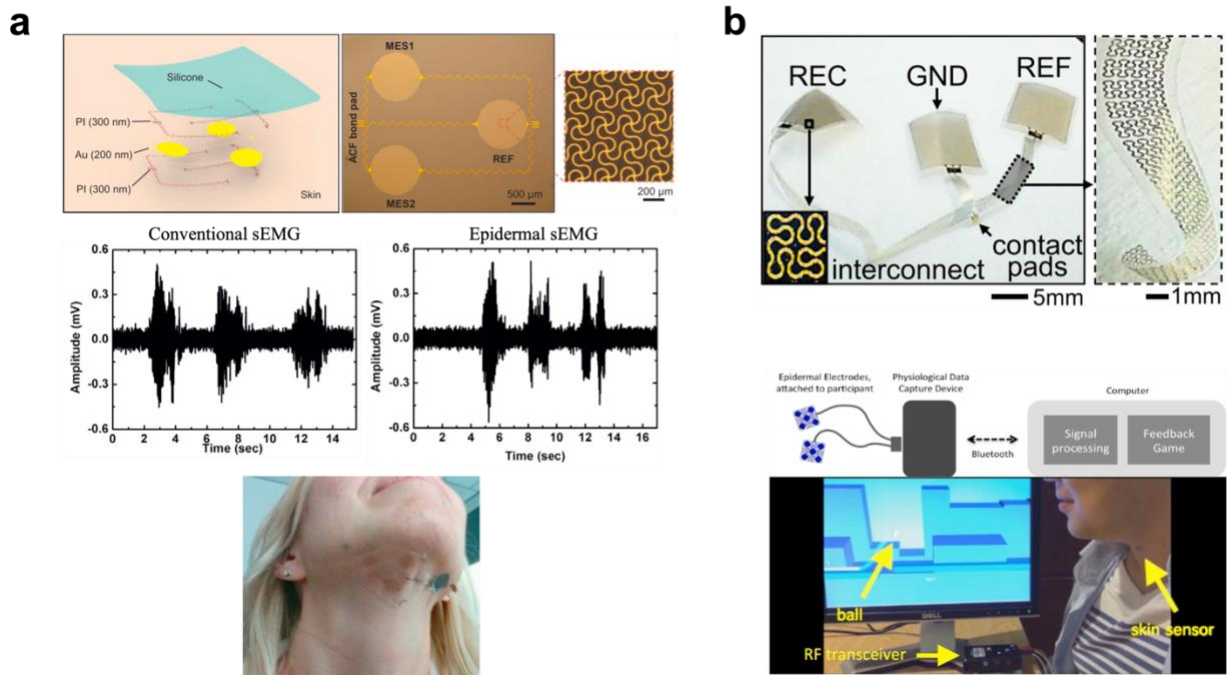 a
Silicone
PI (300 nm)
Au (200 nm)
PI (300 nm)
Skin
MES1
ACF bond pad
REF
MES2
500 µm
200 µm
Conventional sEMG
Amplitude (mV)
0.6
0.3
0.0
-0.3
-0.6
0 2 4 6 8 10 12 14
Time (sec)
Epidermal sEMG
Amplitude (mV)
0.6
0.3
0.0
-0.3
-0.6
0 2 4 6 8 10 12 14 16
Time (sec)
b
REC
GND
REF
interconnect
contact
pads
5mm
1mm
Epidermal Electrodes,
attached to participant
Physiological Data
Capture Device
Bluetooth
Computer
Signal
processing
Feedback
Game
ball
DELL
RF transceiver
skin sensor